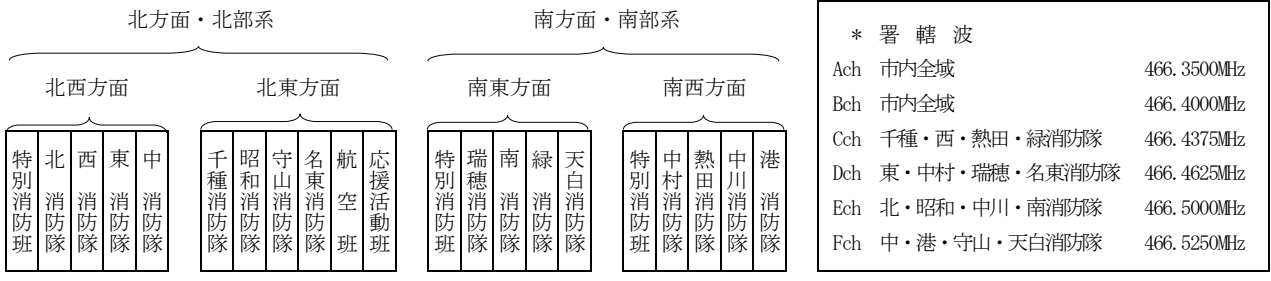 北方面・北部系
南方面・南部系
北西方面
北東方面
南東方面
南西方面
特別消防班
北 消防隊
西 消防隊
東 消防隊
中 消防隊
千種消防隊
昭和消防隊
守山消防隊
名東消防隊
航空班
応援活動班
特別消防班
瑞穂消防隊
南 消防隊
緑 消防隊
天白消防隊
特別消防班
中村消防隊
熱田消防隊
中川消防隊
港 消防隊
* 署 轄 波
Ach 市内全域 466.3500MHz
Bch 市内全域 466.4000MHz
Cch 千種・西・熱田・緑消防隊 466.4375MHz
Dch 東・中村・瑞穂・名東消防隊 466.4625MHz
Ech 北・昭和・中川・南消防隊 466.5000MHz
Fch 中・港・守山・天白消防隊 466.5250MHz